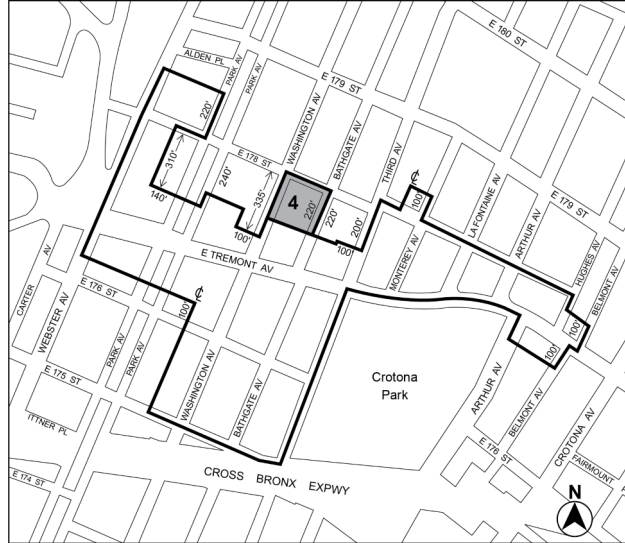 E 180 ST
ALDEN PL
PARK AV
PARK AV
E 179 ST
WASHINGTON AV
BATHGATE AV
THIRD AV
220'
310'
E 178 ST
240'
335'
140'
4
220'
220'
200'
100'
100'
℄
100'
LA FONTAINE AV
ARTHUR AV
E 179 ST
HUGHES AV
BELMONT AV
MONTEREY AV
E TREMONT AV
CARTER AV
WEBSTER AV
E 176 ST
100'
℄
PARK AV
PARK AV
E 175 ST
WASHINGTON AV
BATHGATE AV
Crotona
Park
100'
100'
ARTHUR AV
BELMONT AV
E 176 ST
CROTONA AV
FAIRMOUNT
ITTNER PL
E 174 ST
CROSS BRONX EXPWY
N